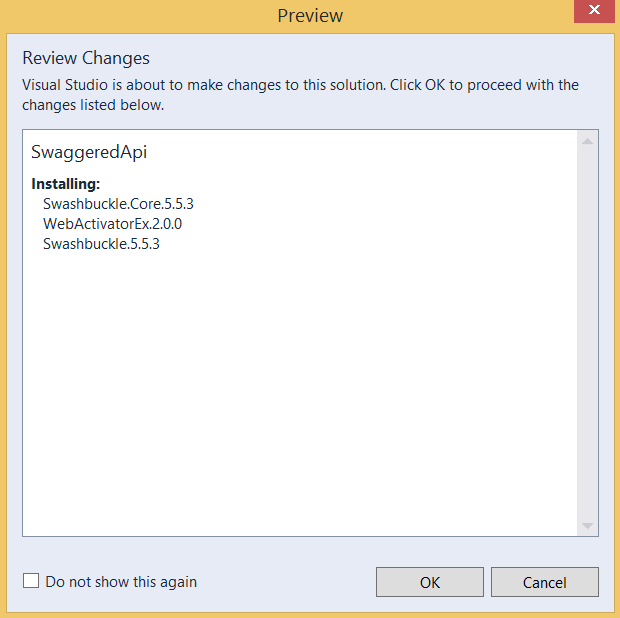 Preview
Review Changes
Visual Studio is about to make changes to this solution. Click OK to proceed with the
changes listed below.
SwaggeredApi
Installing:
Swashbuckle.Core.5.5.3
WebActivatorEx.2.0.0
Swashbuckle.5.5.3
Do not show this again
OK
Cancel